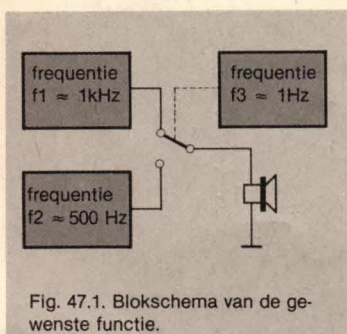 frequentie
f1 ≈ 1kHz
frequentie
f3 ≈ 1Hz
frequentie
f2 ≈ 500 Hz
Fig. 47.1. Blokschema van de ge-
wenste functie.